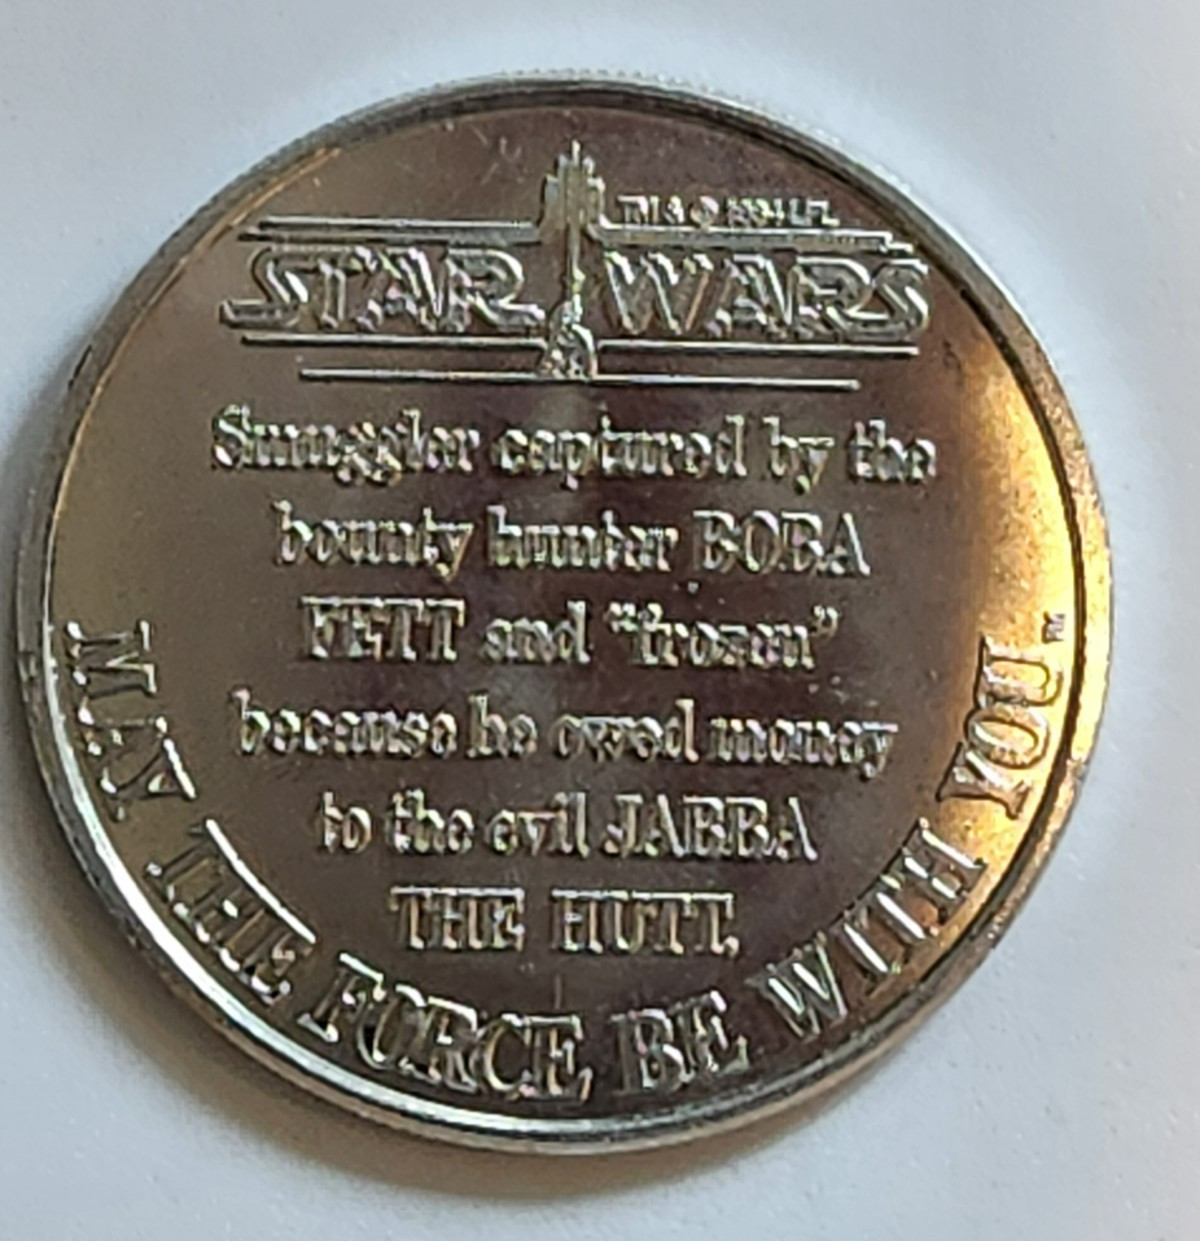 TM & © 1984 LFL
STAR WARS
Smuggler captured by the
bounty hunter BOBA
FETT and "frozen"
because he owed money
to the evil JABBA
THE HUTT.
MAY THE FORCE BE WITH YOU™